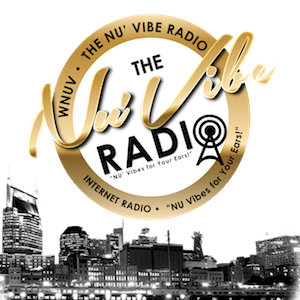 WNUV • THE NU' VIBE RADIO
THE
Nu' Vibe
RADIO
"NU' Vibes for Your Ears!"
INTERNET RADIO • "NU Vibes for Your Ears!"